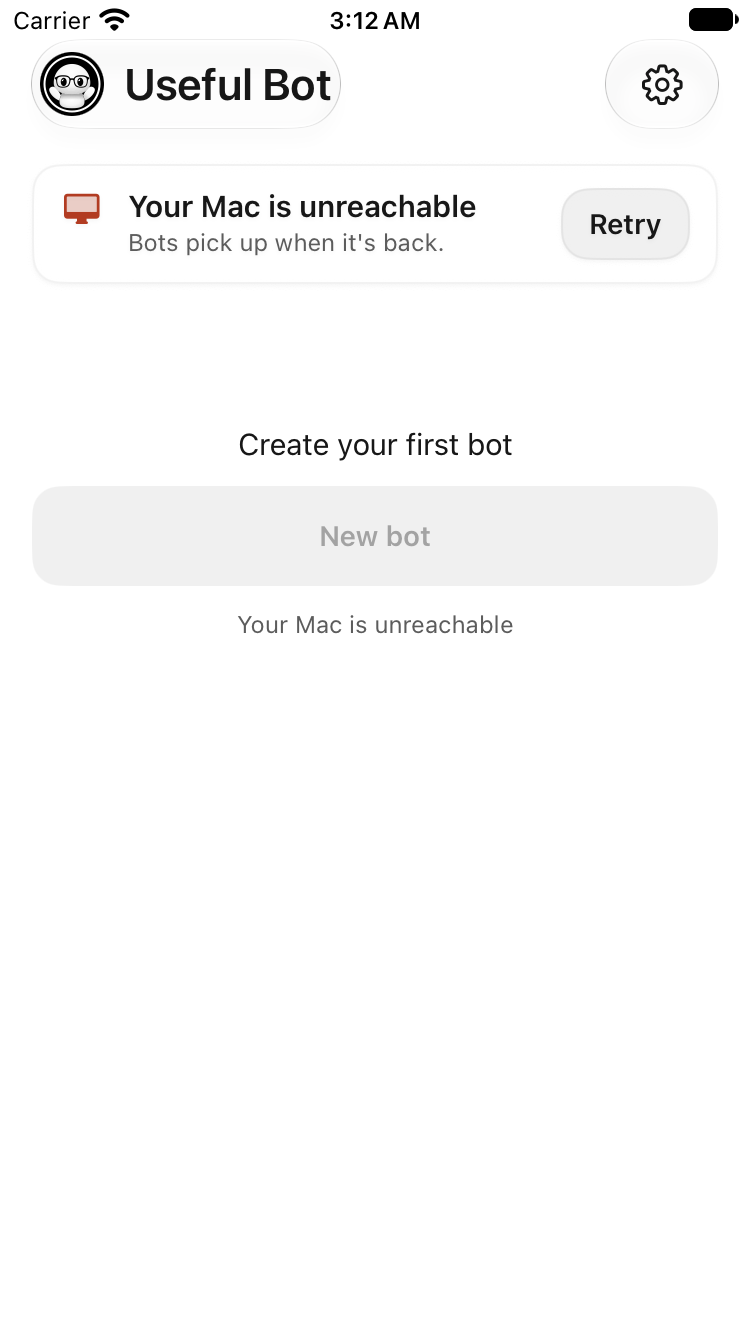 Carrier 3:12 AM
Useful Bot
Your Mac is unreachable
Bots pick up when it's back.
Retry
Create your first bot
New bot
Your Mac is unreachable